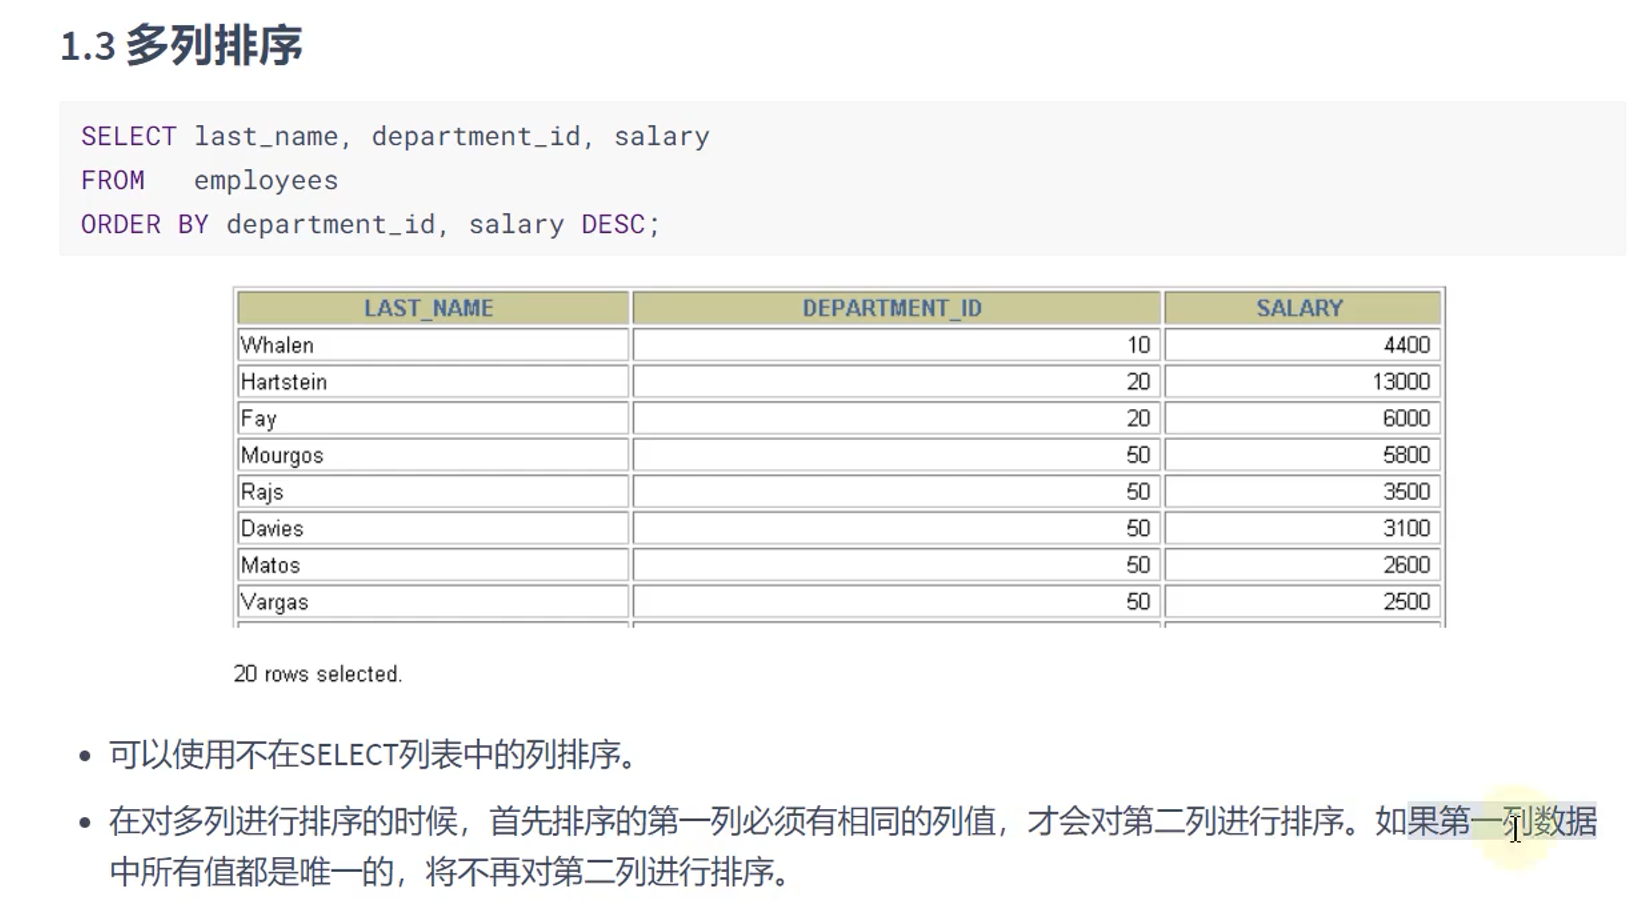 1.3 多列排序
SELECT last_name, department_id, salary
FROM   employees
ORDER BY department_id, salary DESC;
LAST_NAME DEPARTMENT_ID SALARY
Whalen 10 4400
Hartstein 20 13000
Fay 20 6000
Mourgos 50 5800
Rajs 50 3500
Davies 50 3100
Matos 50 2600
Vargas 50 2500
20 rows selected.
• 可以使用不在SELECT列表中的列排序。
• 在对多列进行排序的时候，首先排序的第一列必须有相同的列值，才会对第二列进行排序。如果第一列数据
中所有值都是唯一的，将不再对第二列进行排序。